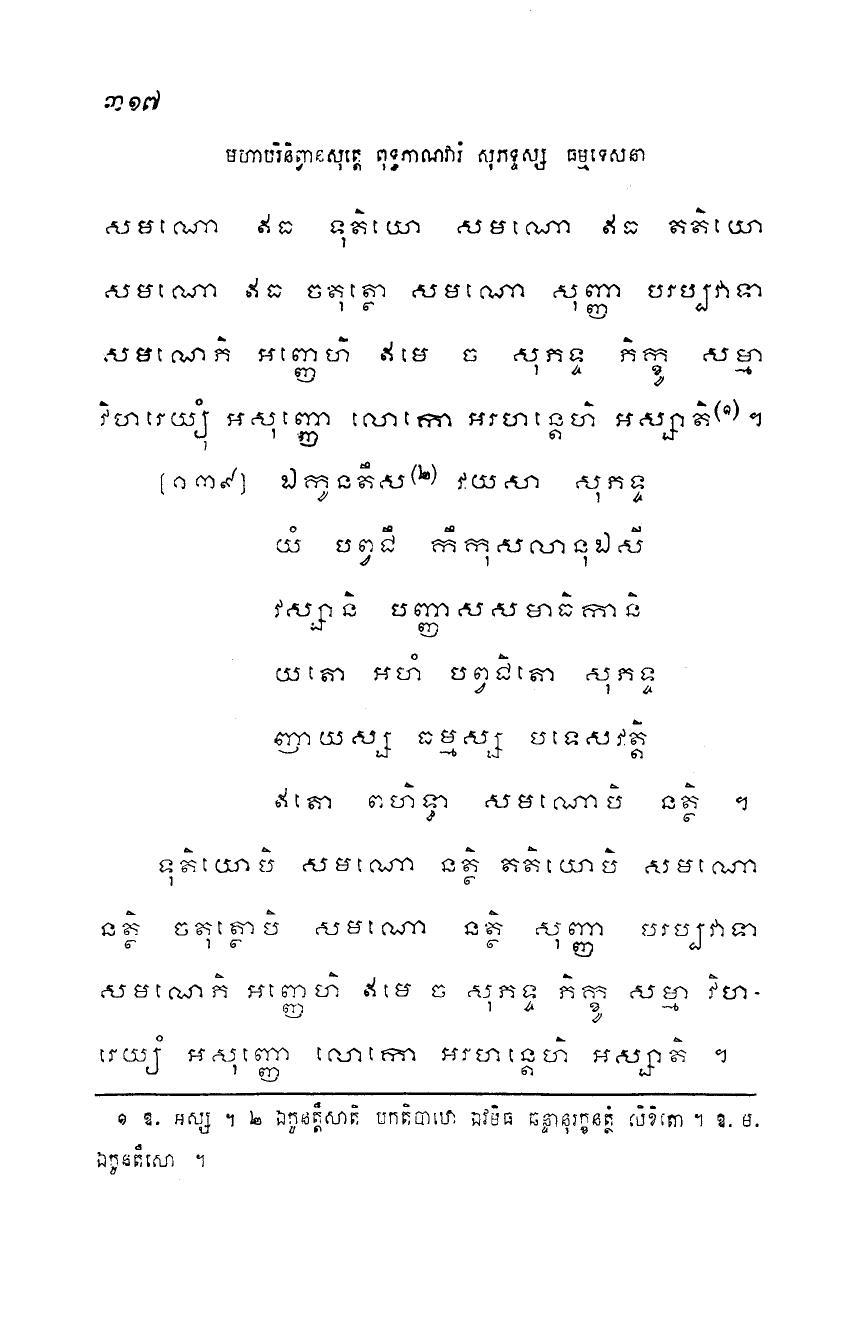 ៣១៧
មហាបរិនិព្វានសុត្តេ ពុទ្ធភាណវារំ សុភទ្ទស្ស ធម្មទេសនា
សមណោ ឥធ ទុតិយោ សមណោ ឥធ តតិយោ
សមណោ ឥធ ចតុត្ថោ សមណោ សុញ្ញា បរប្បវាទា
សមណេភិ អញ្ញេហិ ឥមេ ច សុភទ្ទ ភិក្ខូ សម្មា
វិហរេយ្យុំ អសុញ្ញោ លោកោ អរហន្តេហិ អស្សាតិ(១) ។
[១៣៩] ឯកូនតឹស(២) វយសា សុភទ្ទ
យំ បព្វជឹ កឹកុសលានុឯសី
វស្សានិ បញ្ញាសសមាធិកានិ
យតោ អហំ បព្វជិតោ សុភទ្ទ
ញាយស្ស ធម្មស្ស បទេសវត្តិ
ឥតោ ពហិទ្ធា សមណោបិ នត្ថិ ។
ទុតិយោបិ សមណោ នត្ថិ តតិយោបិ សមណោ
នត្ថិ ចតុត្ថោបិ សមណោ នត្ថិ សុញ្ញា បរប្បវាទា
សមណេភិ អញ្ញេហិ ឥមេ ច សុភទ្ទ ភិក្ខូ សម្មា វិហ-
រេយ្យុំ អសុញ្ញោ លោកោ អរហន្តេហិ អស្សាតិ ។
១ ឧ. អស្ស ។ ២ ឯកូនត្តឹសាតិ បកតិបាឋោ ឯវមិធ ឆន្ទានុរក្ខនត្ថំ លិខិតោ ។ ឧ. ម.
ឯកូនតឹសោ ។